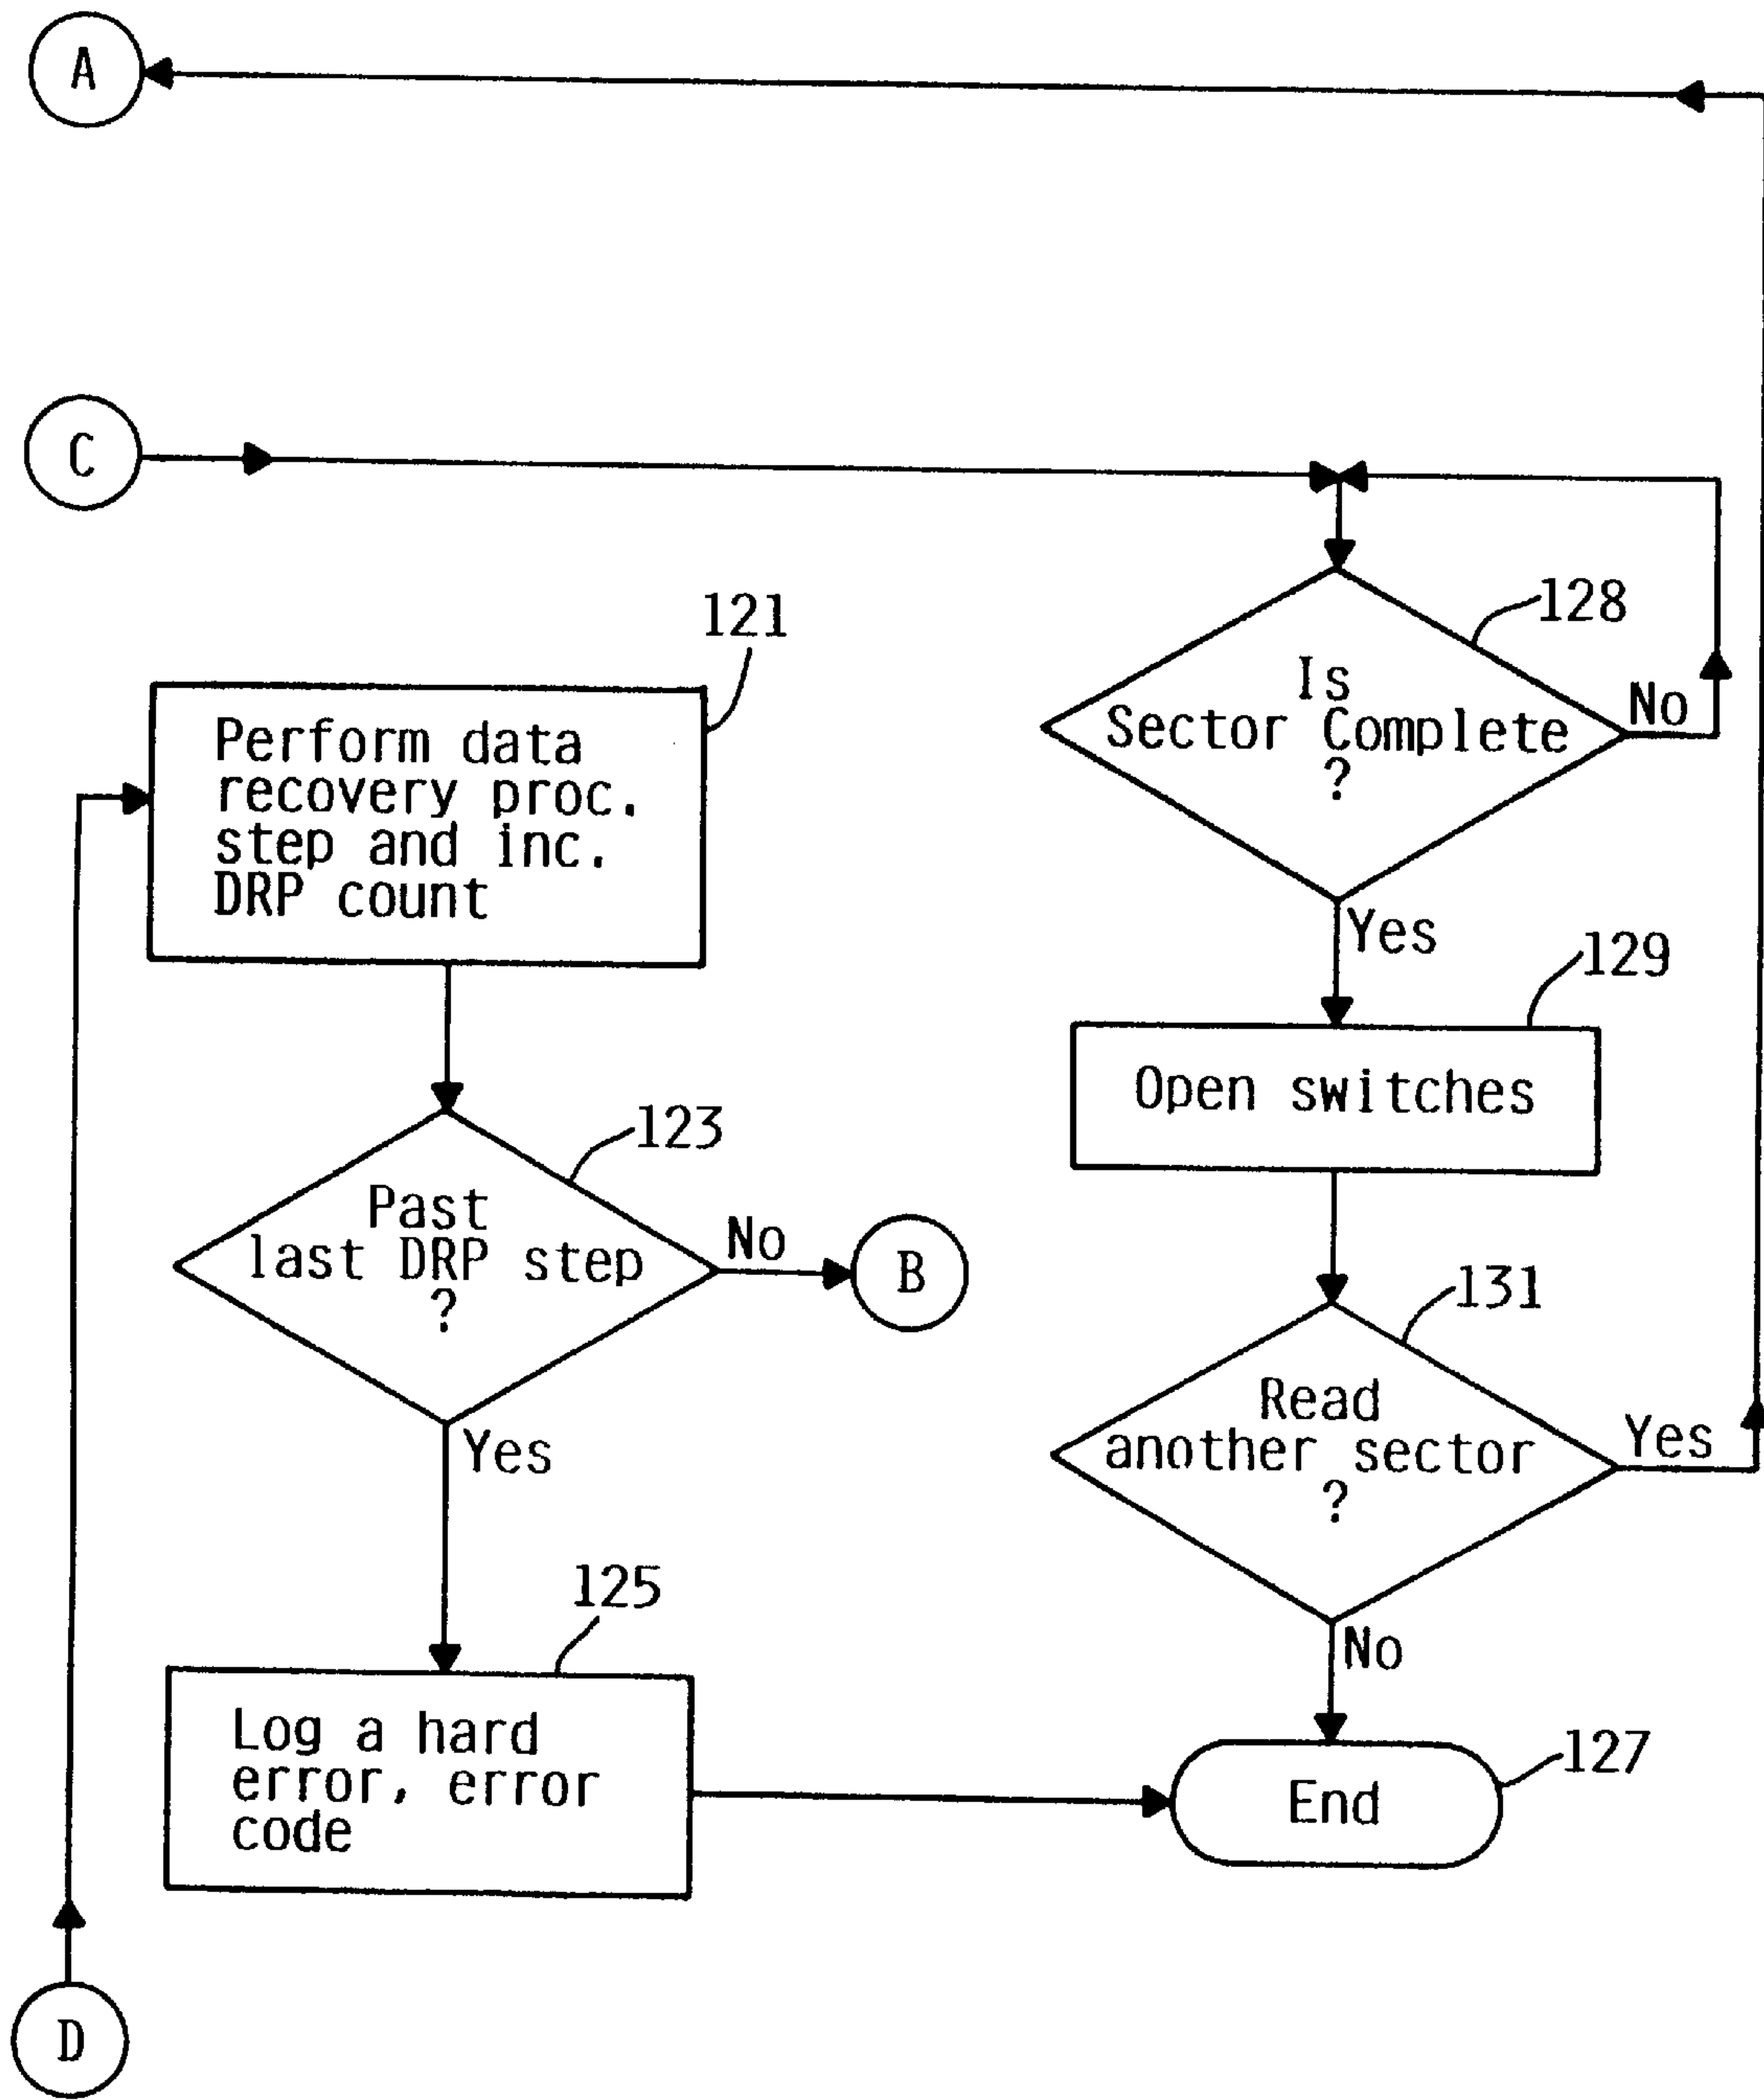 A
C
121
Perform data
recovery proc.
step and inc.
DRP count
123
Past
last DRP step
?
No
B
Yes
125
Log a hard
error, error
code
D
128
Is
Sector Complete
?
No
Yes
129
Open switches
131
Read
another sector
?
Yes
No
127
End